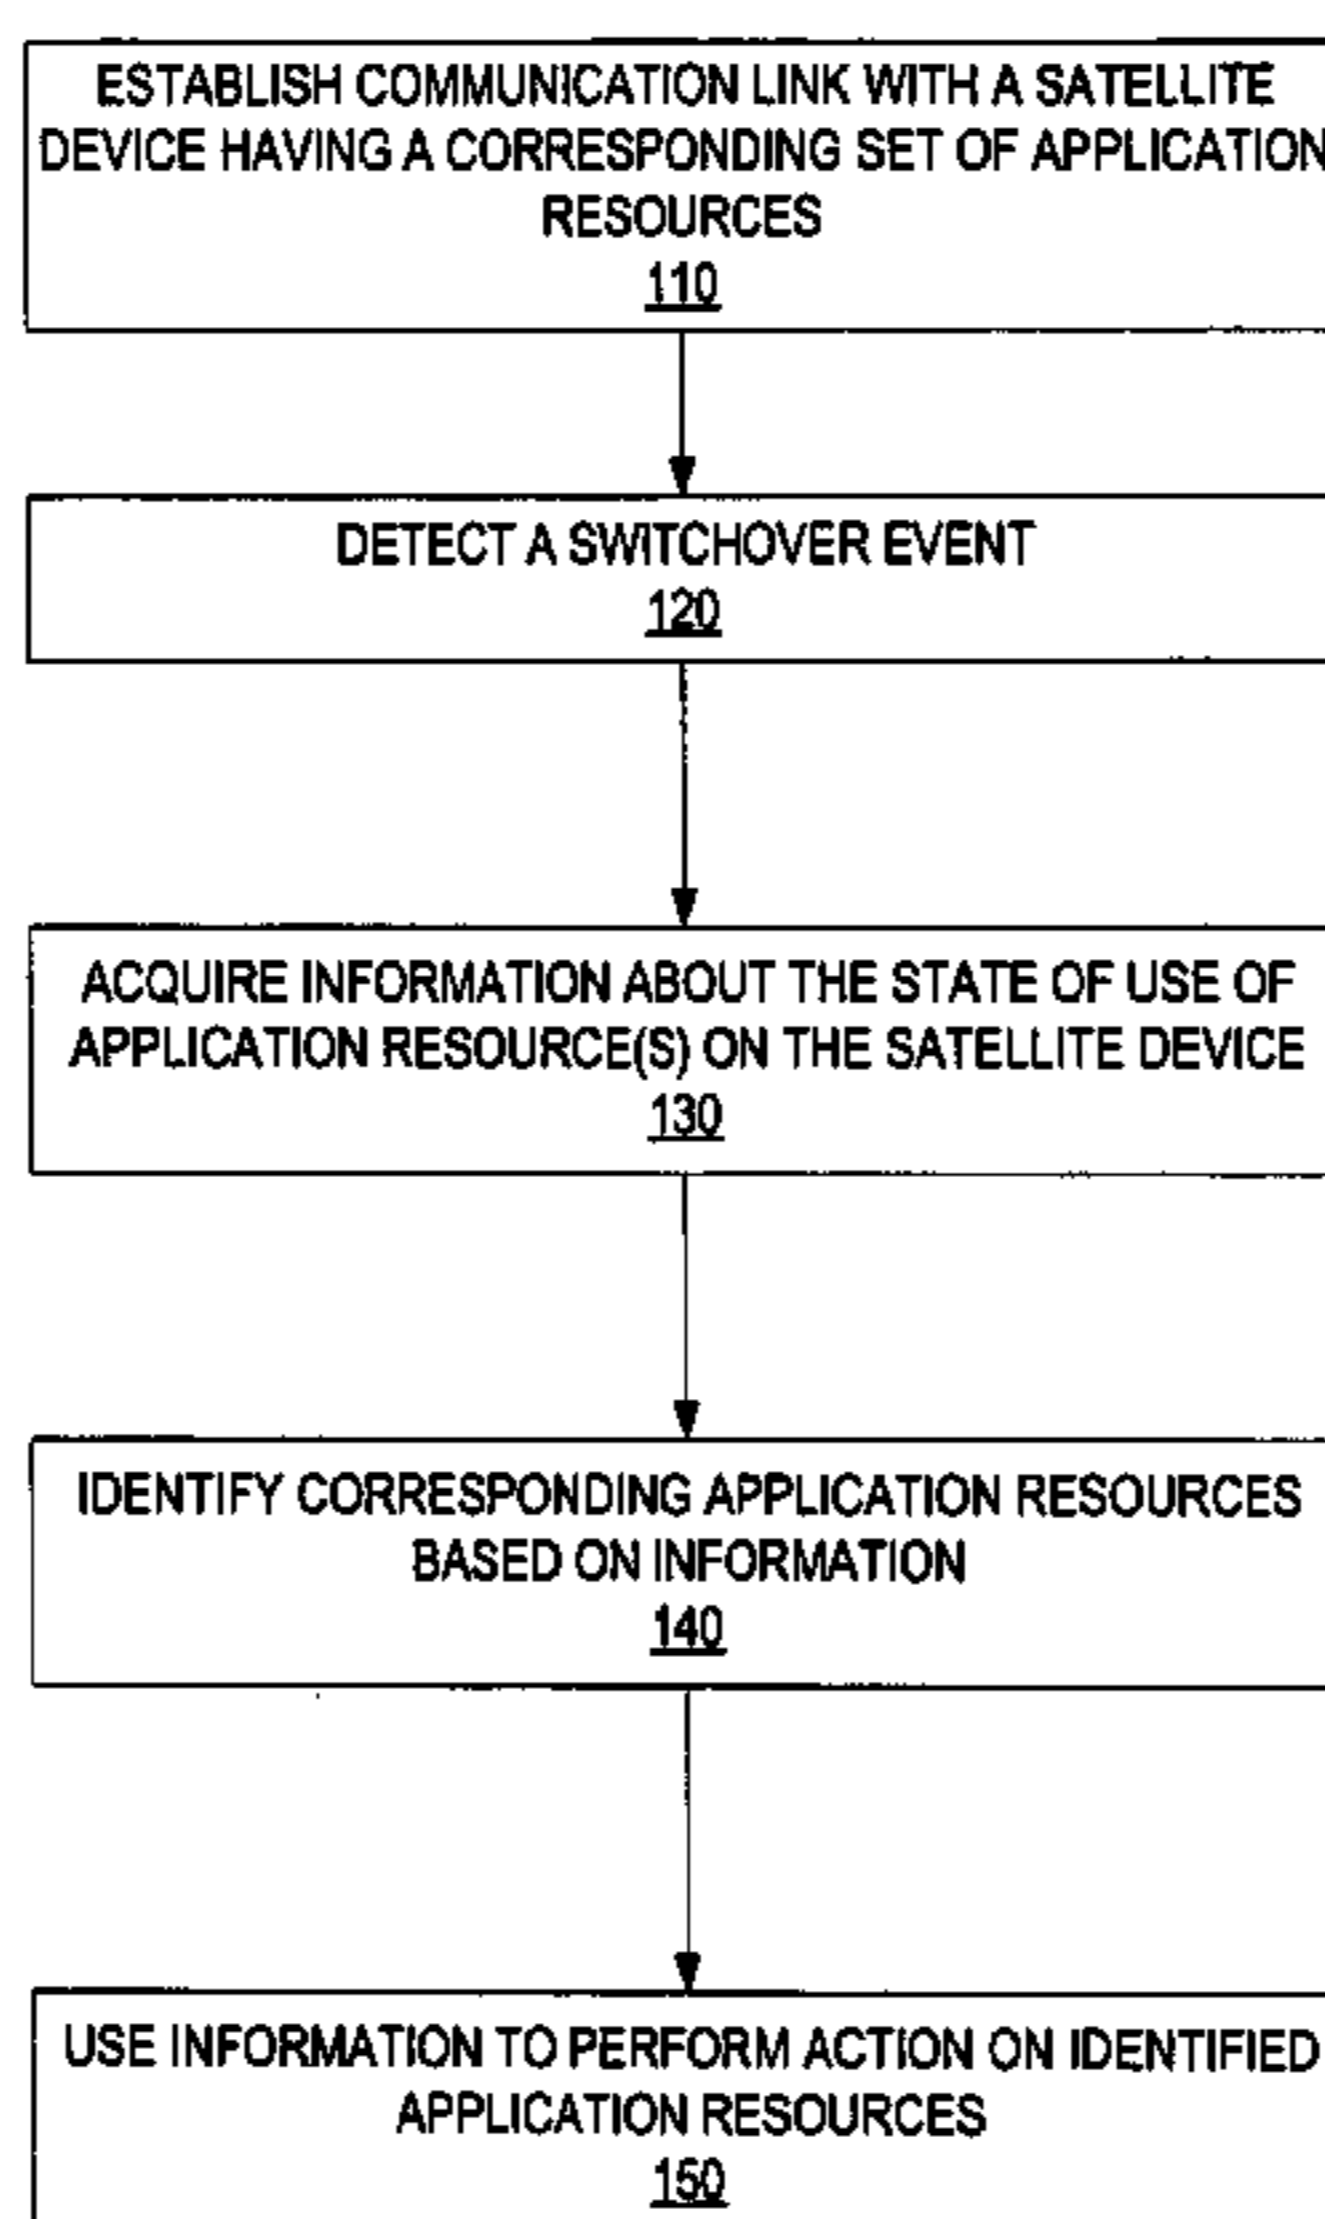 ESTABLISH COMMUNICATION LINK WITH A SATELLITE
DEVICE HAVING A CORRESPONDING SET OF APPLICATION
RESOURCES
110
DETECT A SWITCHOVER EVENT
120
ACQUIRE INFORMATION ABOUT THE STATE OF USE OF
APPLICATION RESOURCE(S) ON THE SATELLITE DEVICE
130
IDENTIFY CORRESPONDING APPLICATION RESOURCES
BASED ON INFORMATION
140
USE INFORMATION TO PERFORM ACTION ON IDENTIFIED
APPLICATION RESOURCES
150